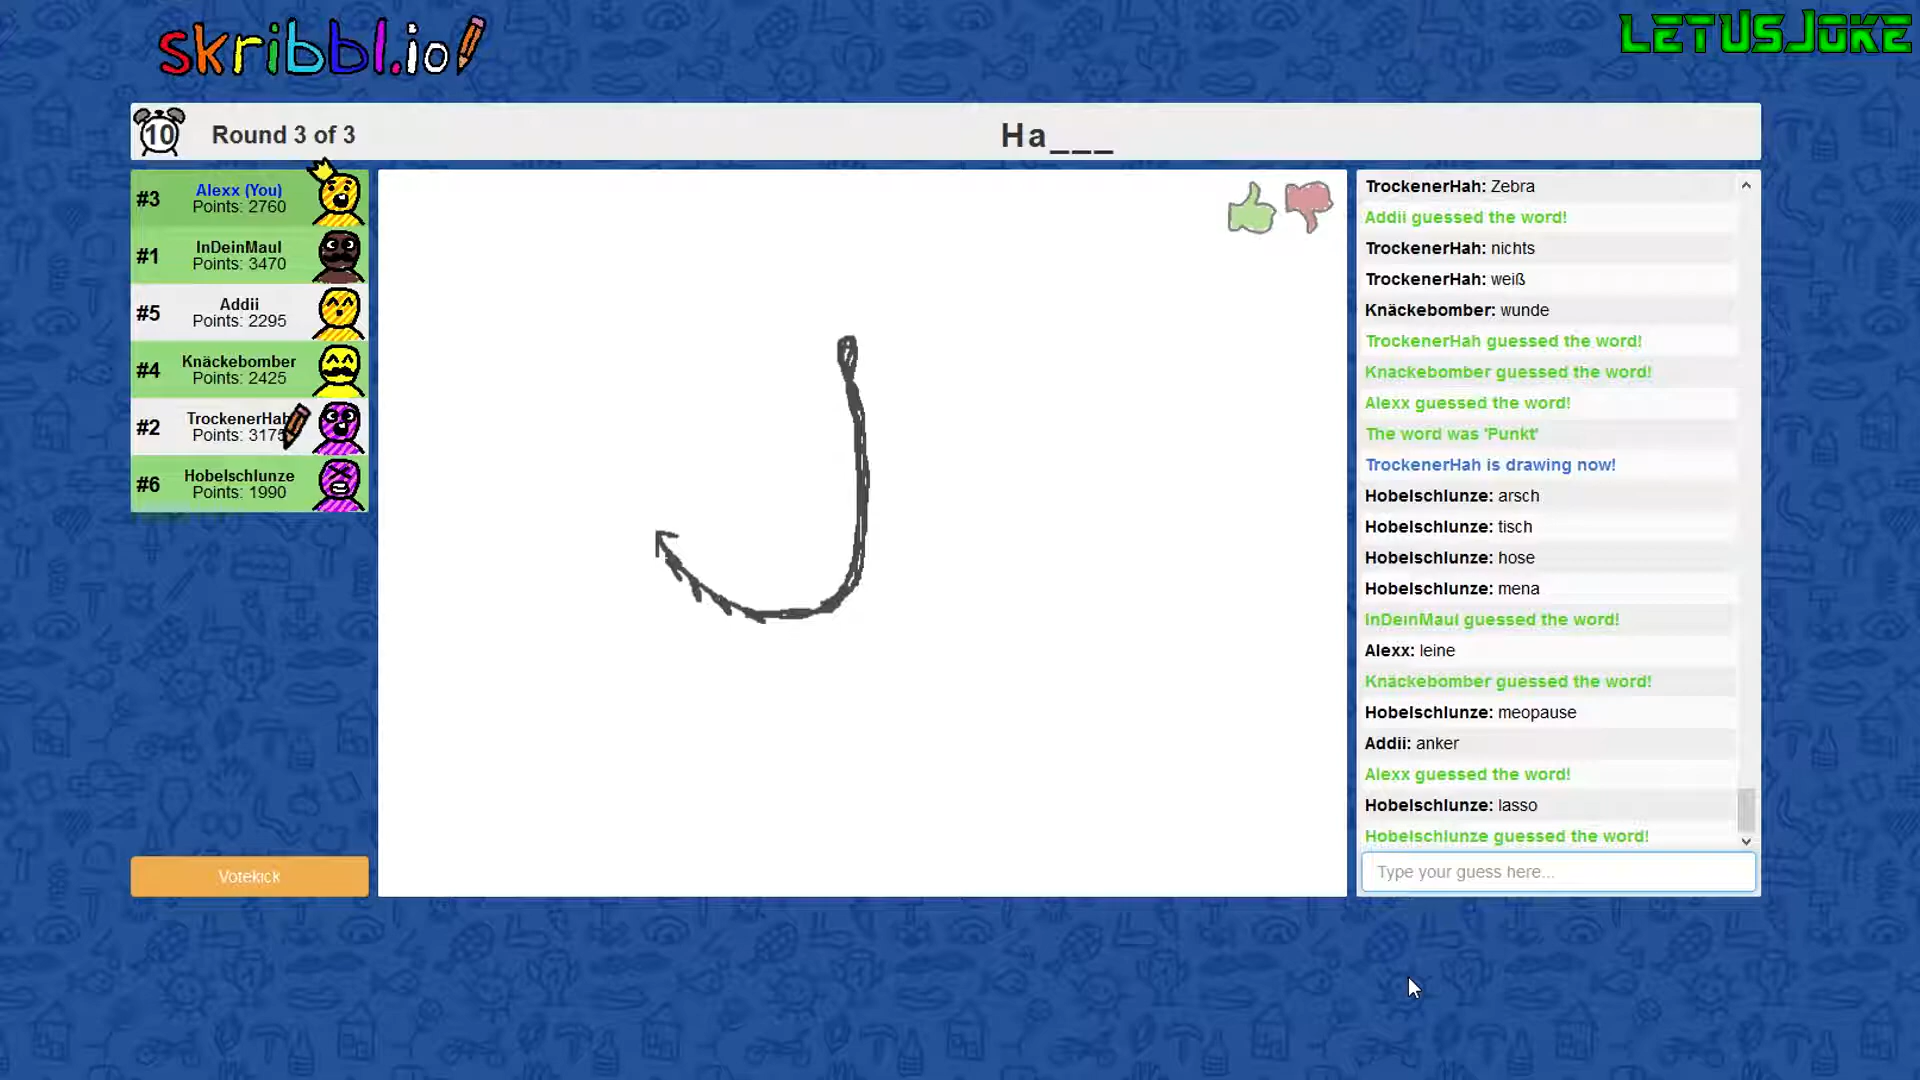 skribbl.io
LETUSJOKE
10
Round 3 of 3
Ha___
#3
Alexx (You)
Points: 2760
#1
InDeinMaul
Points: 3470
#5
Addii
Points: 2295
#4
Knäckebomber
Points: 2425
#2
TrockenerHah
Points: 3175
#6
Hobelschlunze
Points: 1990
Votekick
TrockenerHah: Zebra
Addii guessed the word!
TrockenerHah: nichts
TrockenerHah: weiß
Knäckebomber: wunde
TrockenerHah guessed the word!
Knäckebomber guessed the word!
Alexx guessed the word!
The word was 'Punkt'
TrockenerHah is drawing now!
Hobelschlunze: arsch
Hobelschlunze: tisch
Hobelschlunze: hose
Hobelschlunze: mena
InDeinMaul guessed the word!
Alexx: leine
Knäckebomber guessed the word!
Hobelschlunze: meopause
Addii: anker
Alexx guessed the word!
Hobelschlunze: lasso
Hobelschlunze guessed the word!
Type your guess here...